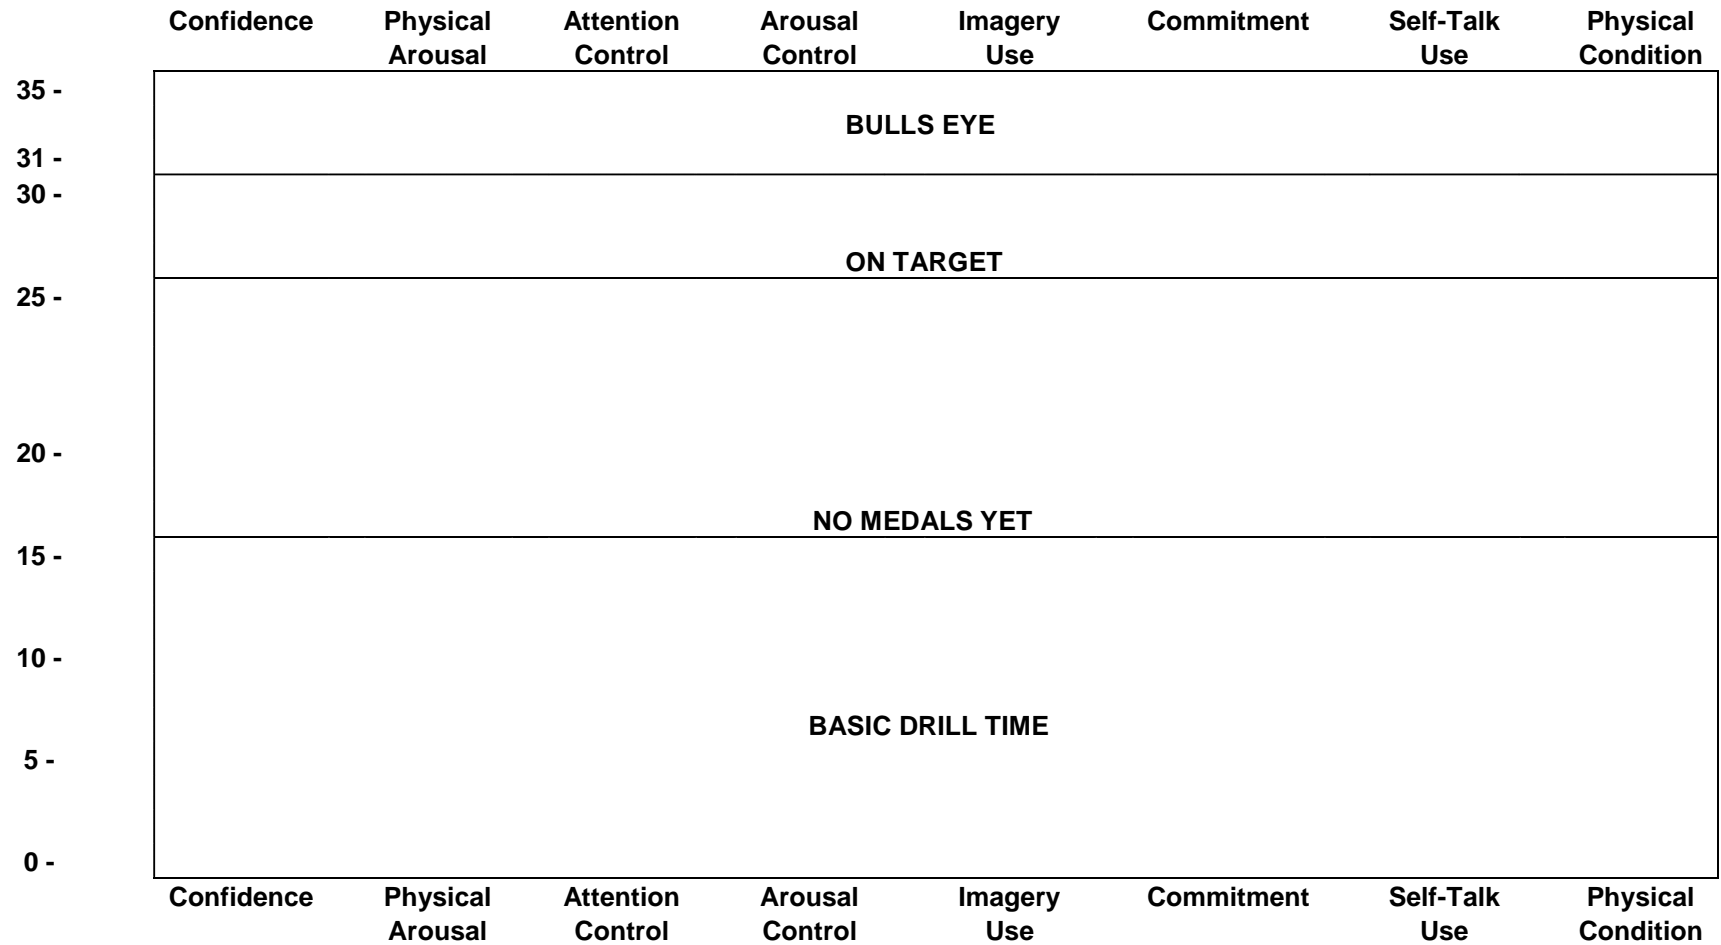 Confidence Physical Attention Arousal Imagery Commitment Self-Talk Physical
Arousal Control Control Use Use Condition
35 -
BULLS EYE
31 -
30 -
ON TARGET
25 -
20 -
NO MEDALS YET
15 -
10 -
BASIC DRILL TIME
5 -
0 -
Confidence Physical Attention Arousal Imagery Commitment Self-Talk Physical
Arousal Control Control Use Use Condition